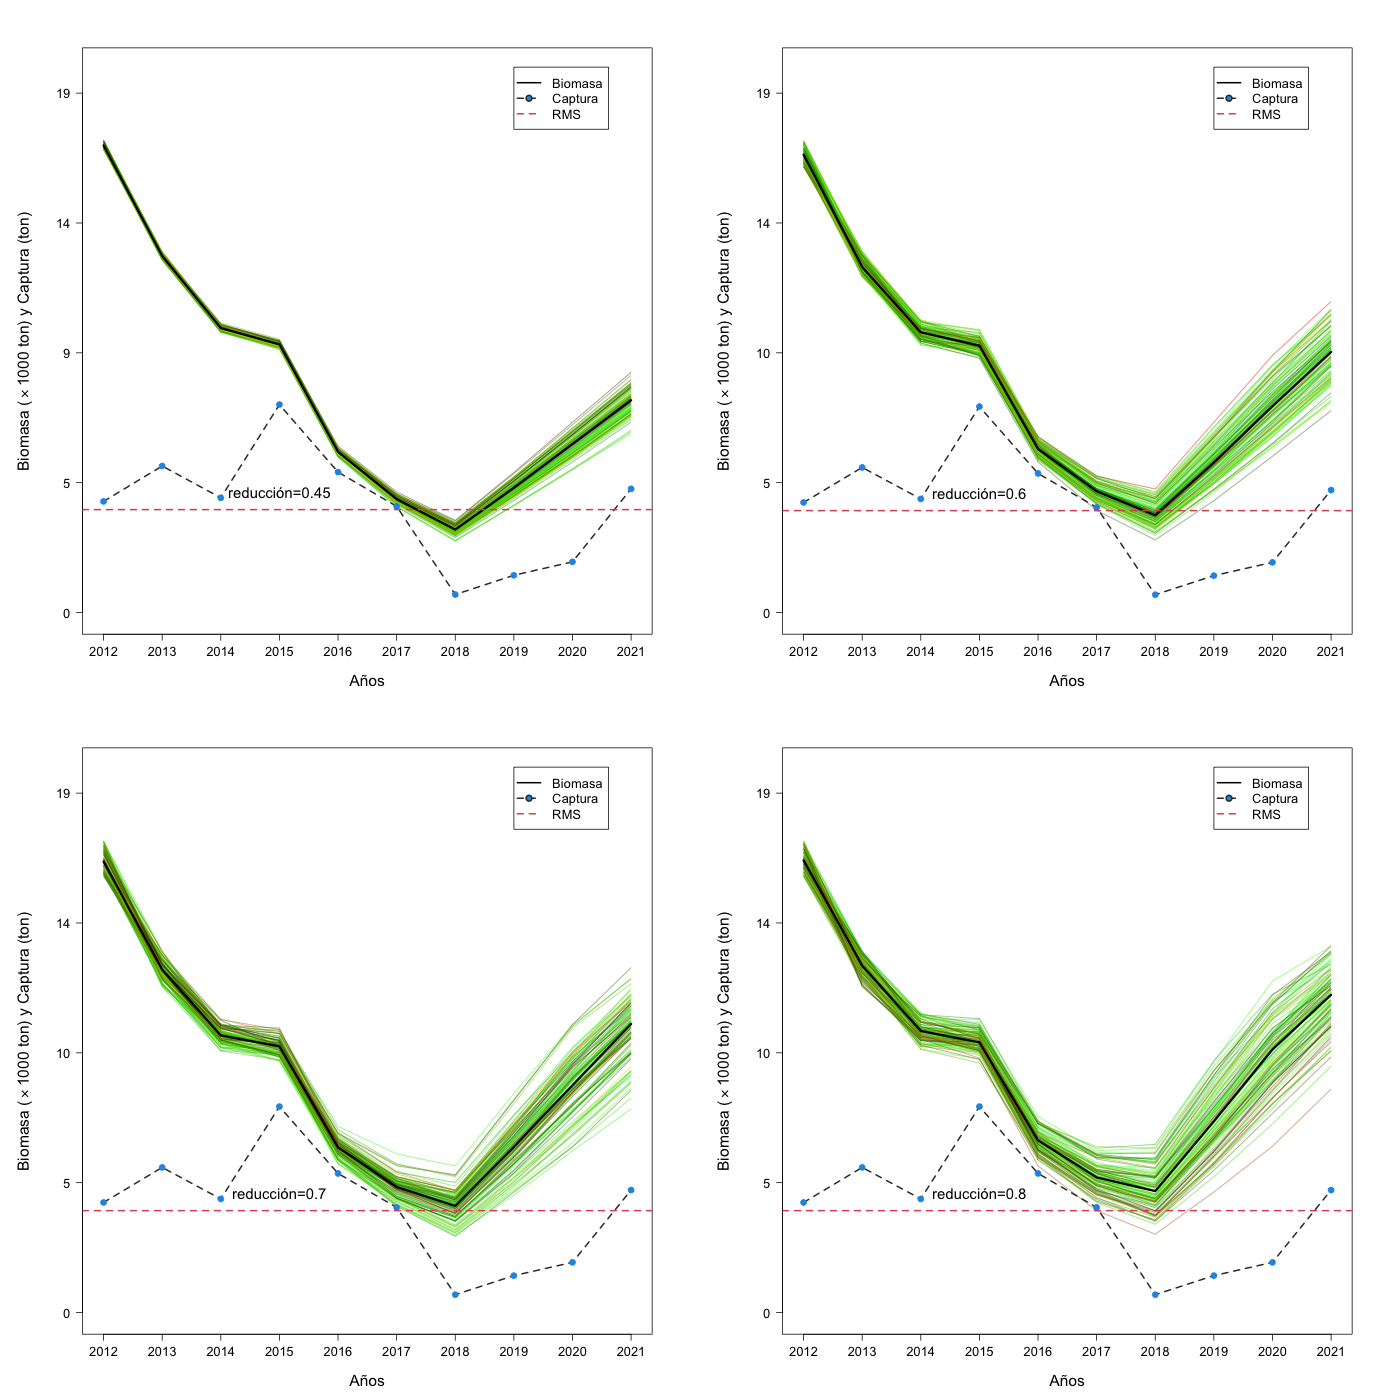 Biomasa ( × 1000 ton) y Captura (ton)
19
14
9
5
0
Biomasa
Captura
RMS
reducción=0.45
2012 2013 2014 2015 2016 2017 2018 2019 2020 2021
Años
Biomasa ( × 1000 ton) y Captura (ton)
19
14
10
5
0
Biomasa
Captura
RMS
reducción=0.6
2012 2013 2014 2015 2016 2017 2018 2019 2020 2021
Años
Biomasa ( × 1000 ton) y Captura (ton)
19
14
10
5
0
Biomasa
Captura
RMS
reducción=0.7
2012 2013 2014 2015 2016 2017 2018 2019 2020 2021
Años
Biomasa ( × 1000 ton) y Captura (ton)
19
14
10
5
0
Biomasa
Captura
RMS
reducción=0.8
2012 2013 2014 2015 2016 2017 2018 2019 2020 2021
Años